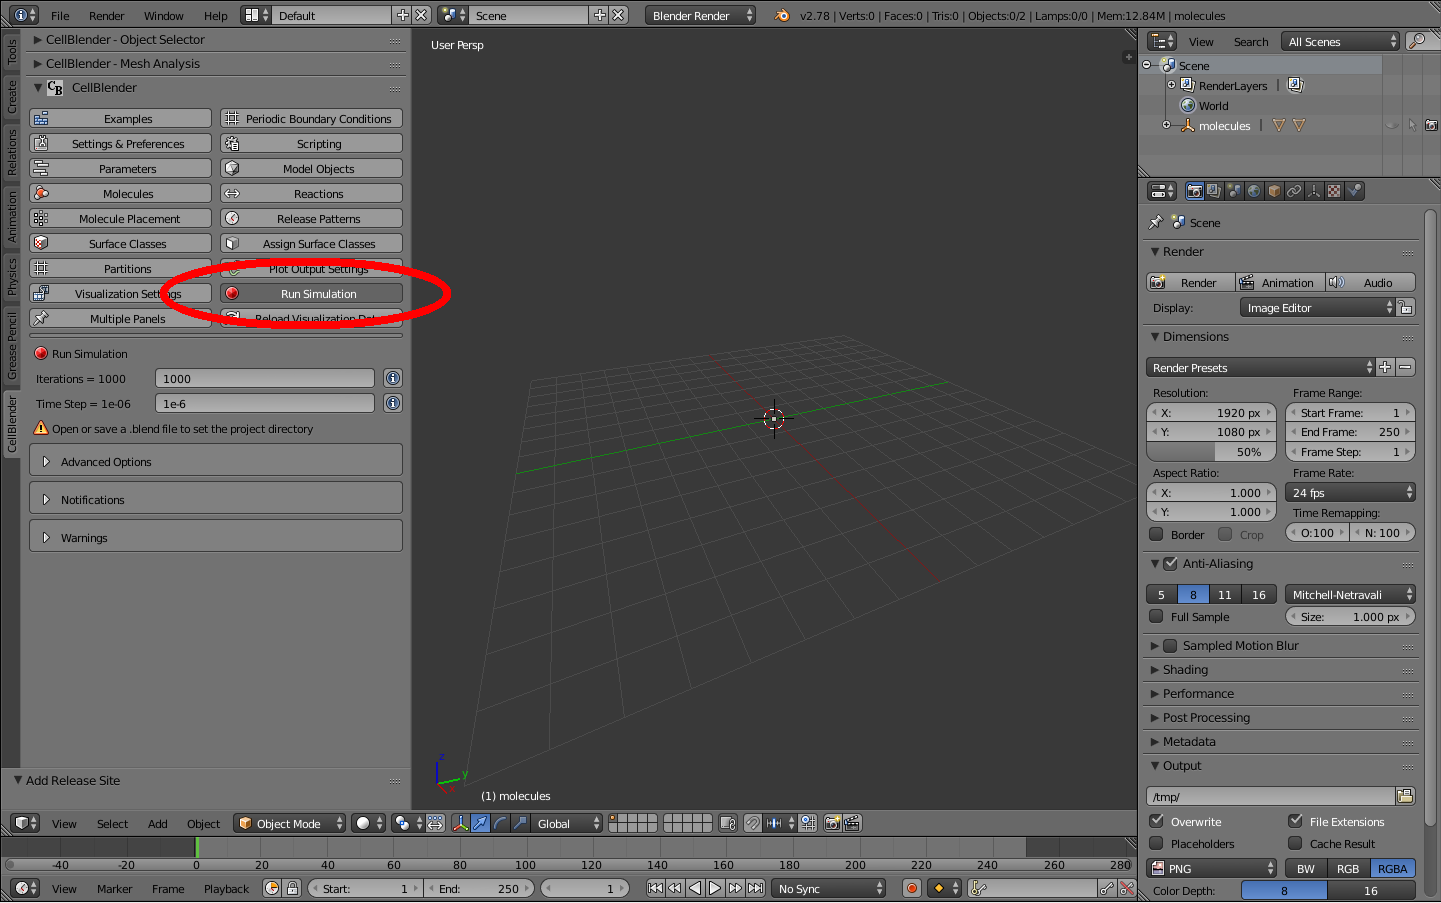 File Render Window Help Default Scene Blender Render v2.78 | Verts:0 | Faces:0 | Tris:0 | Objects:0/2 | Lamps:0/0 | Mem:12.84M | molecules
Tools
Create
Relations
Animation
Physics
Grease Pencil
CellBlender
CellBlender - Object Selector
CellBlender - Mesh Analysis
CB CellBlender
Examples Periodic Boundary Conditions
Settings & Preferences Scripting
Parameters Model Objects
Molecules Reactions
Molecule Placement Release Patterns
Surface Classes Assign Surface Classes
Partitions Plot Output Settings
Visualization Settings Run Simulation
Multiple Panels Reload Visualization
Run Simulation
Iterations = 1000 1000
Time Step = 1e-06 1e-6
Open or save a .blend file to set the project directory
Advanced Options
Notifications
Warnings
Add Release Site
User Persp
z
y
x
(1) molecules
View Search All Scenes
Scene
RenderLayers |
World
molecules |
Scene
Render
Render Animation Audio
Display: Image Editor
Dimensions
Render Presets
Resolution: Frame Range:
X: 1920 px Start Frame: 1
Y: 1080 px End Frame: 250
50% Frame Step: 1
Aspect Ratio: Frame Rate:
X: 1.000 24 fps
Y: 1.000 Time Remapping:
Border Crop O:100 N: 100
Anti-Aliasing
5 8 11 16 Mitchell-Netravali
Full Sample Size: 1.000 px
Sampled Motion Blur
Shading
Performance
Post Processing
Metadata
Output
/tmp/
Overwrite File Extensions
Placeholders Cache Result
PNG BW RGB RGBA
Color Depth: 8 16
View Select Add Object Object Mode Global
-40 -20 0 20 40 60 80 100 120 140 160 180 200 220 240 260 280
View Marker Frame Playback Start: 1 End: 250 1 No Sync